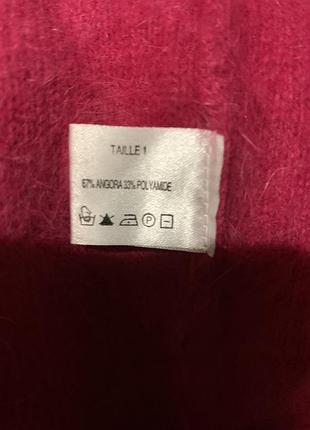 TAILLE 1
67% ANGORA 33% POLYAMIDE
P